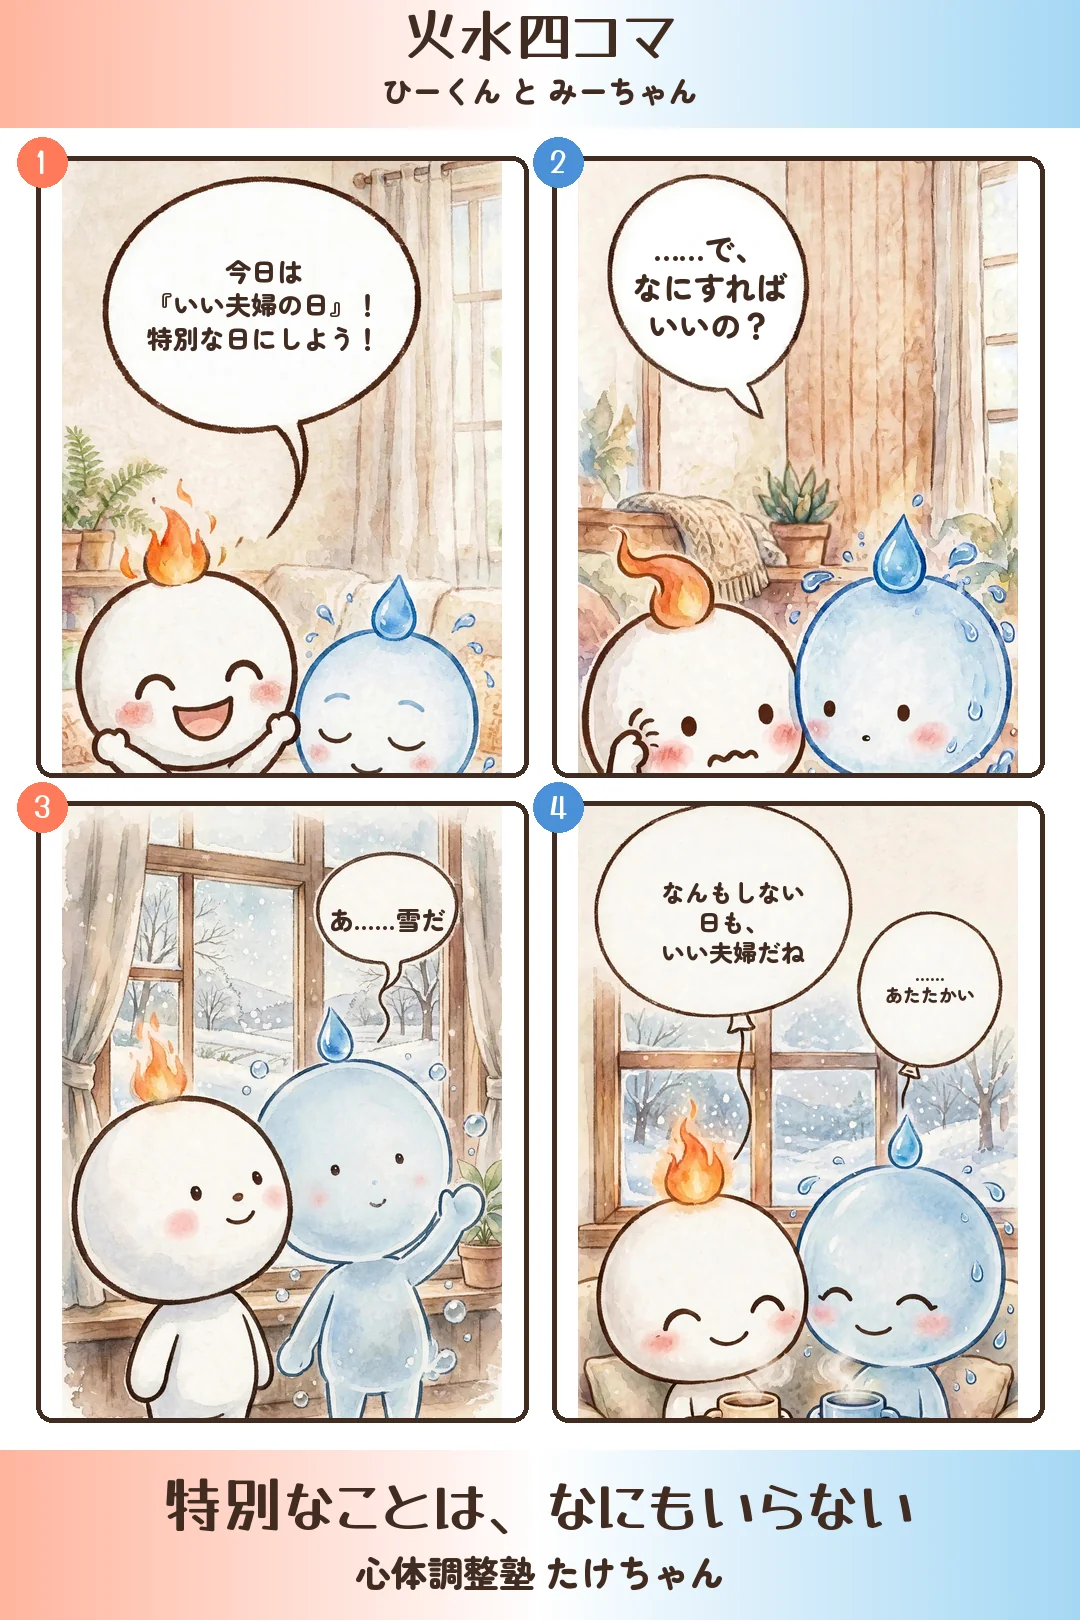 火水四コマ
ひーくん と みーちゃん
1
今日は
『いい夫婦の日』！
特別な日にしよう！
2
……で、
なにすれば
いいの？
3
あ……雪だ
4
なんもしない
日も、
いい夫婦だね
……
あたたかい
特別なことは、なにもいらない
心体調整塾 たけちゃん